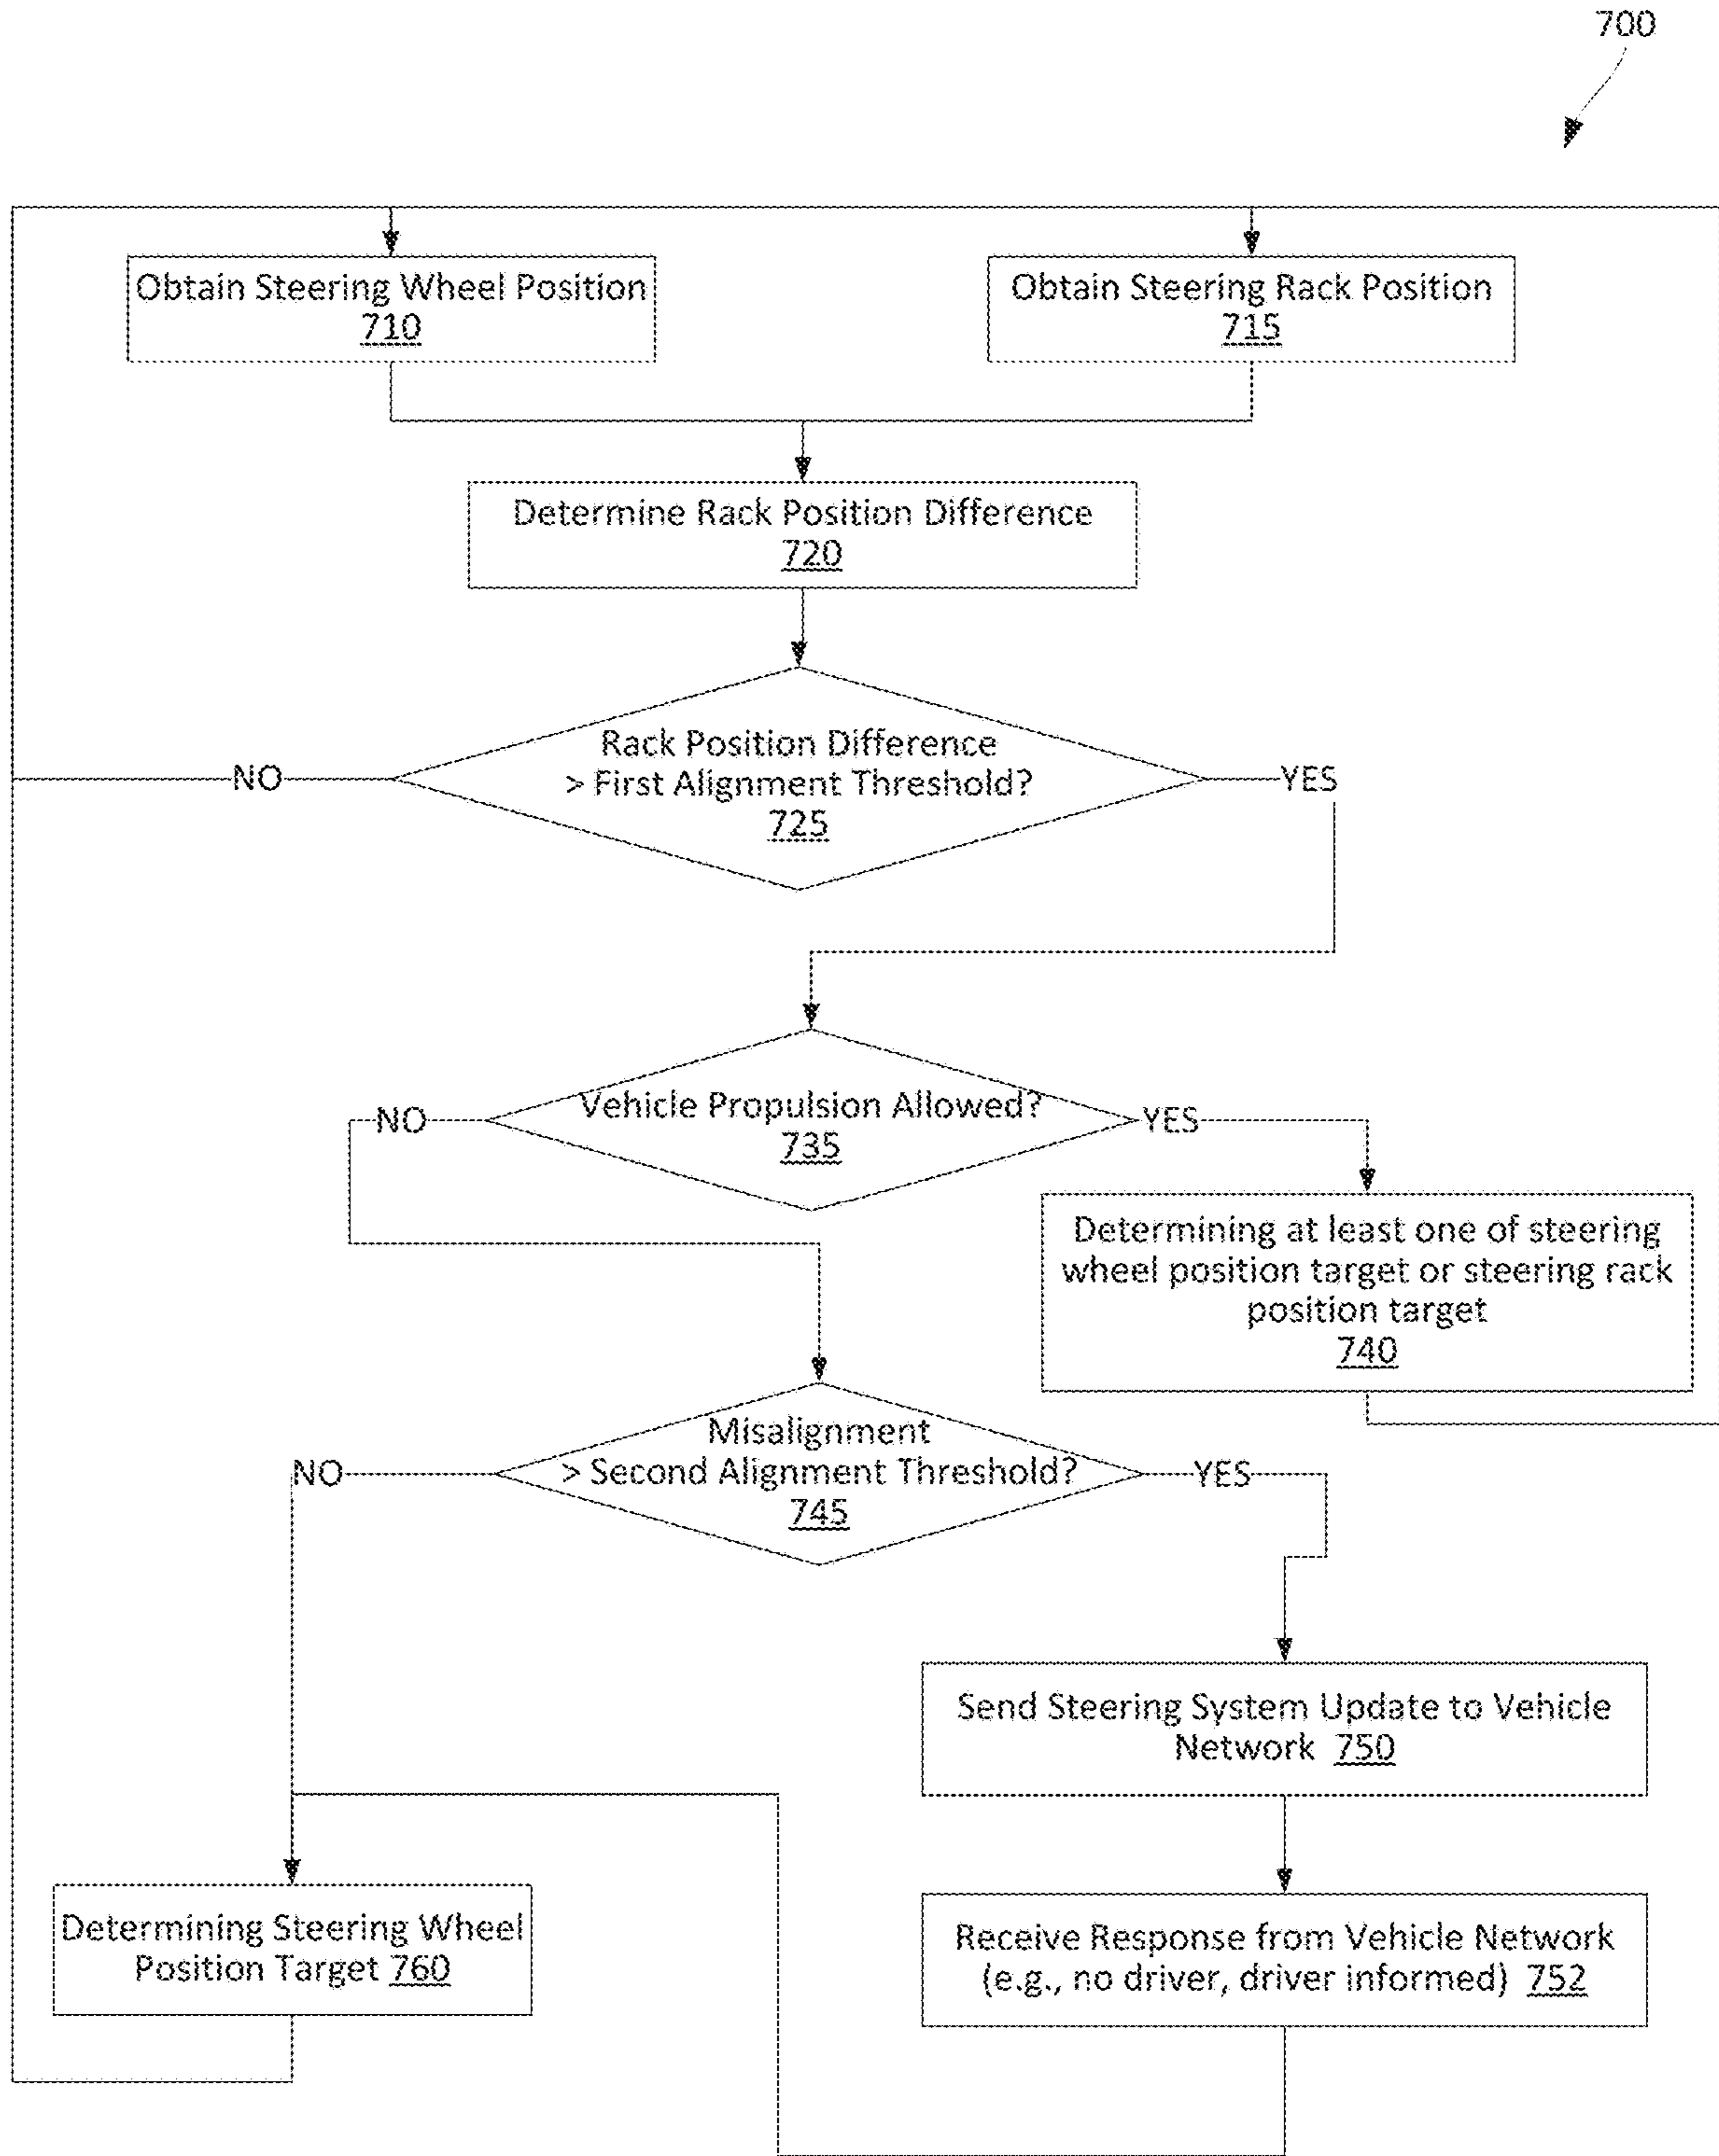 700
Obtain Steering Wheel Position
710
Obtain Steering Rack Position
715
Determine Rack Position Difference
720
Rack Position Difference
> First Alignment Threshold?
725
NO
YES
Vehicle Propulsion Allowed?
735
NO
YES
Determining at least one of steering
wheel position target or steering rack
position target
740
Misalignment
> Second Alignment Threshold?
745
NO
YES
Send Steering System Update to Vehicle
Network 750
Determining Steering Wheel
Position Target 760
Receive Response from Vehicle Network
(e.g., no driver, driver informed) 752